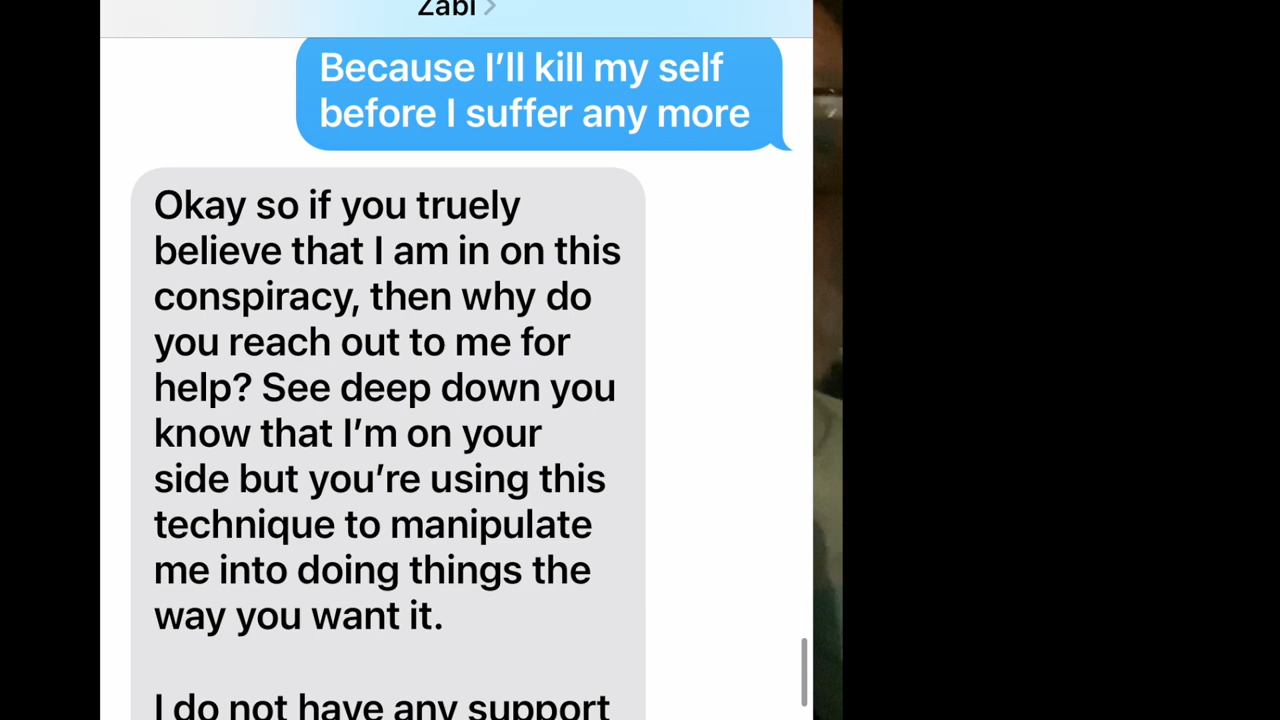 Zabi
Because I'll kill my self
before I suffer any more
Okay so if you truely
believe that I am in on this
conspiracy, then why do
you reach out to me for
help? See deep down you
know that I'm on your
side but you're using this
technique to manipulate
me into doing things the
way you want it.
I do not have any support